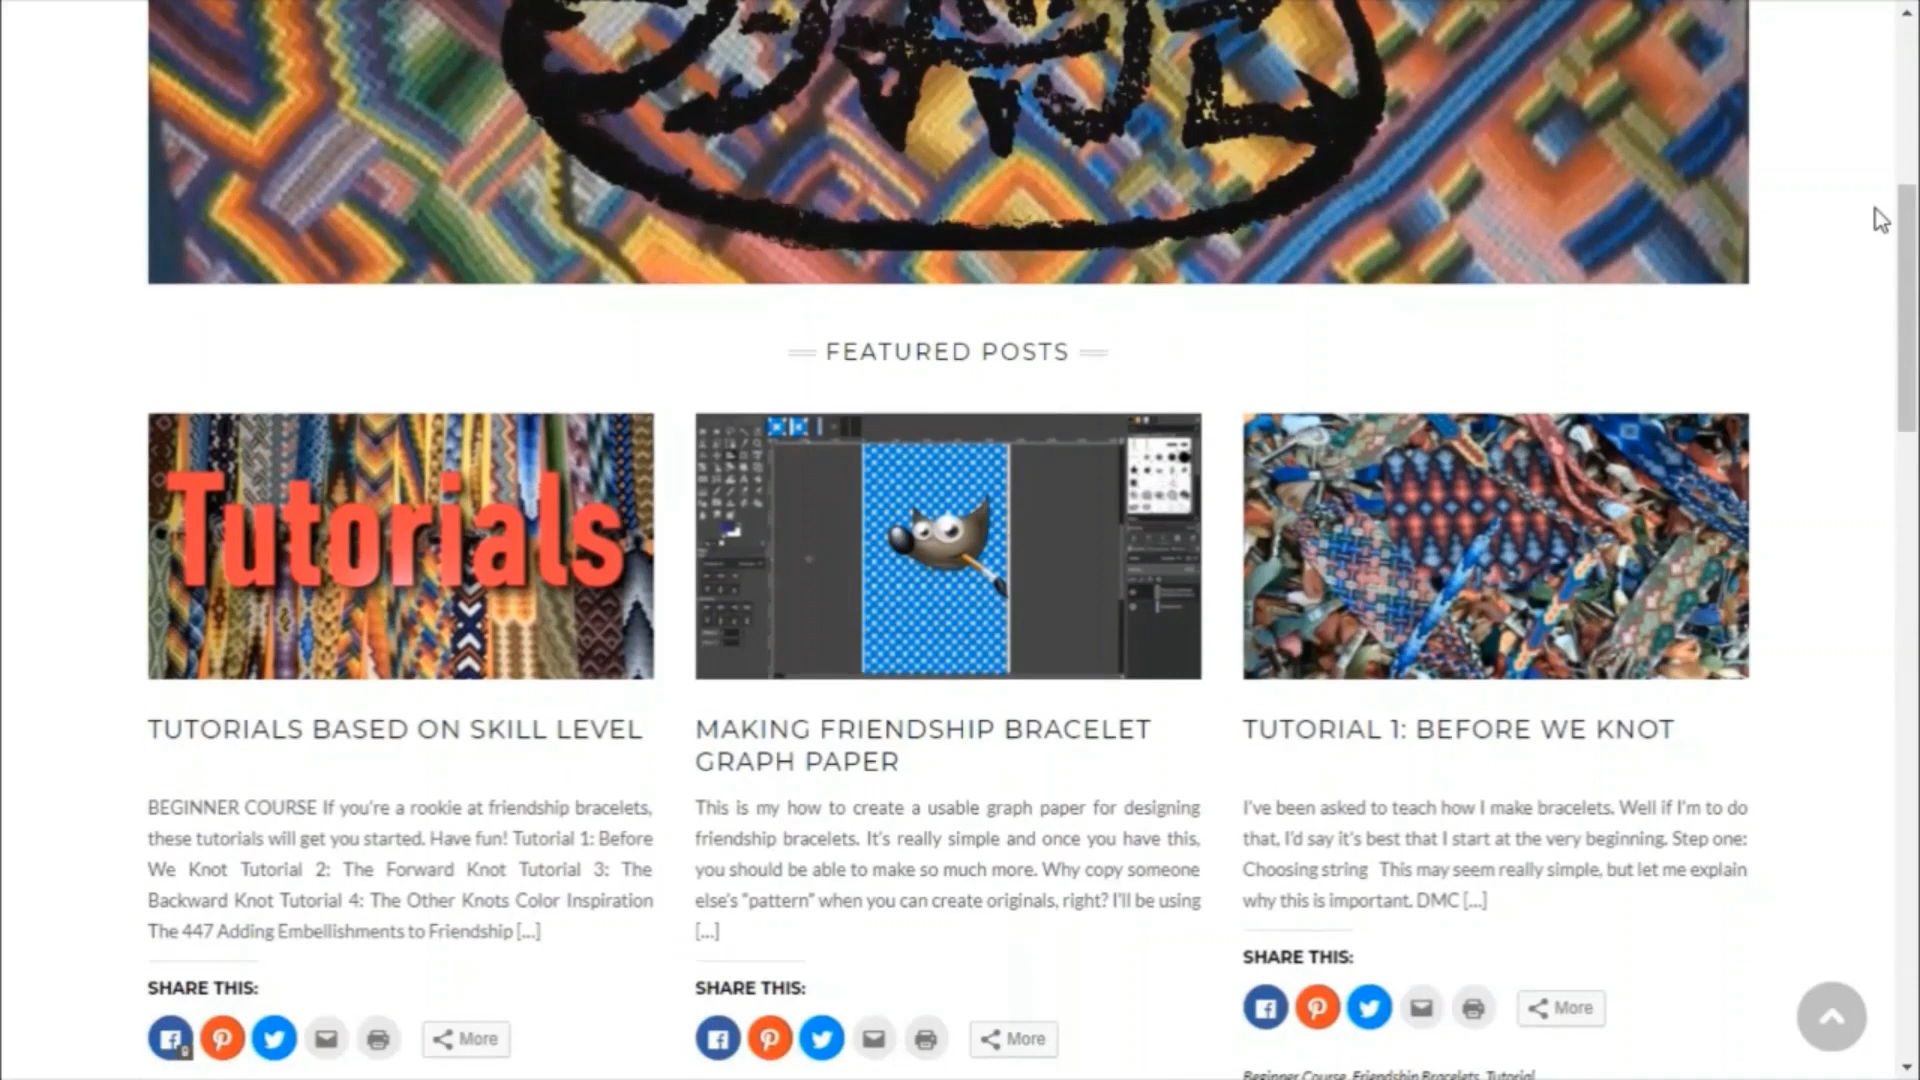 FEATURED POSTS
Tutorials
TUTORIALS BASED ON SKILL LEVEL
BEGINNER COURSE If you're a rookie at friendship bracelets,
these tutorials will get you started. Have fun! Tutorial 1: Before
We Knot Tutorial 2: The Forward Knot Tutorial 3: The
Backward Knot Tutorial 4: The Other Knots Color Inspiration
The 447 Adding Embellishments to Friendship [...]
SHARE THIS:
More
MAKING FRIENDSHIP BRACELET
GRAPH PAPER
This is my how to create a usable graph paper for designing
friendship bracelets. It's really simple and once you have this,
you should be able to make so much more. Why copy someone
else's "pattern" when you can create originals, right? I'll be using
[...]
SHARE THIS:
More
TUTORIAL 1: BEFORE WE KNOT
I've been asked to teach how I make bracelets. Well if I'm to do
that, I'd say it's best that I start at the very beginning. Step one:
Choosing string This may seem really simple, but let me explain
why this is important. DMC [...]
SHARE THIS:
More
Beginner Course, Friendship Bracelets, Tutorial